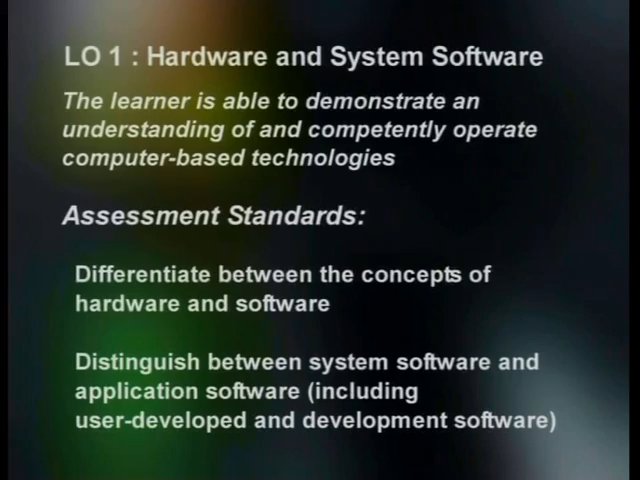 LO 1 : Hardware and System Software
The learner is able to demonstrate an
understanding of and competently operate
computer-based technologies
Assessment Standards:
Differentiate between the concepts of
hardware and software
Distinguish between system software and
application software (including
user-developed and development software)